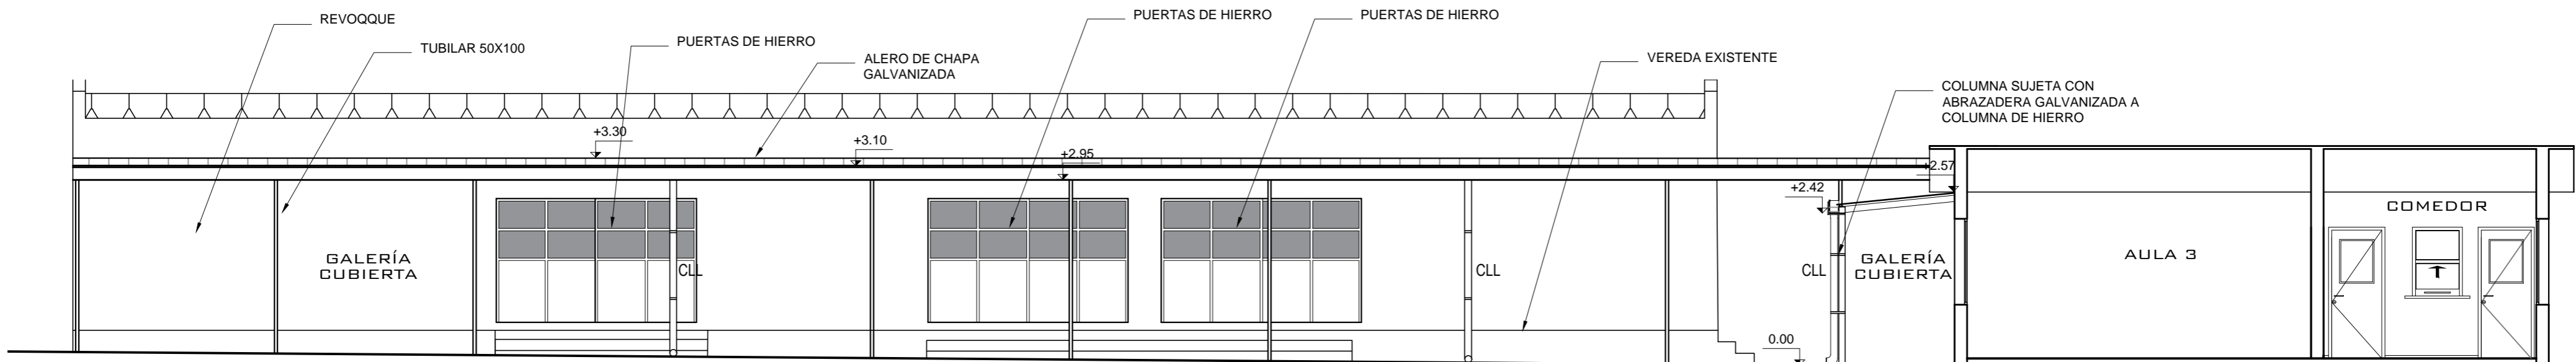 REVOQQUE
TUBILAR 50X100
PUERTAS DE HIERRO
ALERO DE CHAPA
GALVANIZADA
PUERTAS DE HIERRO
PUERTAS DE HIERRO
VEREDA EXISTENTE
COLUMNA SUJETA CON
ABRAZADERA GALVANIZADA A
COLUMNA DE HIERRO
+3.30
+3.10
+2.95
+2.57
+2.42
COMEDOR
GALERÍA
CUBIERTA
CLL
CLL
CLL
GALERÍA
CUBIERTA
AULA 3
0.00